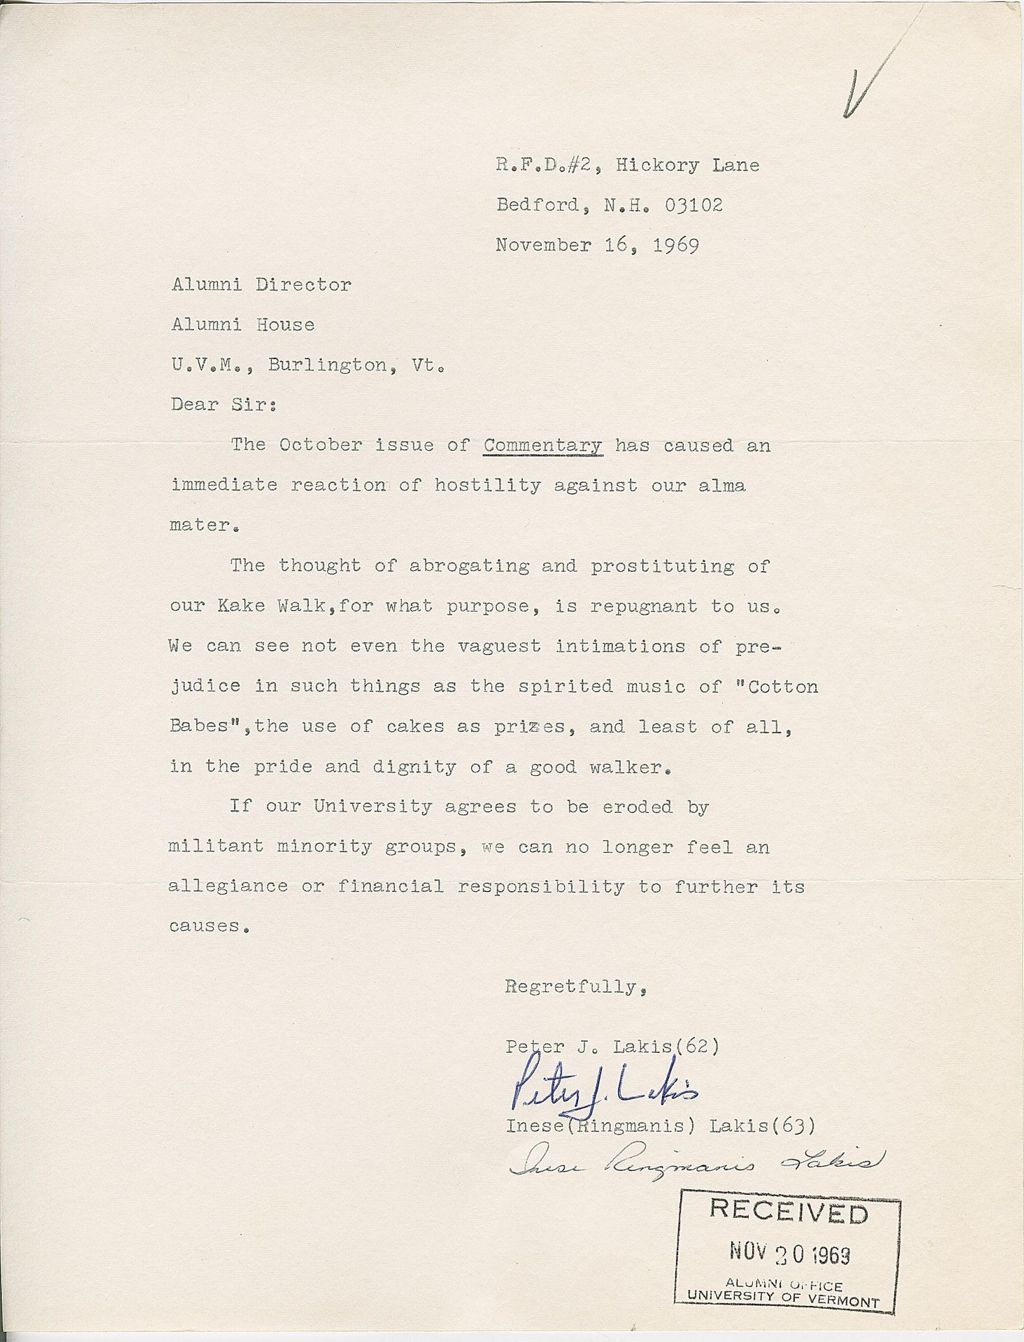 R.F.D.#2, Hickory Lane
Bedford, N.H. 03102
November 16, 1969
Alumni Director
Alumni House
U.V.M., Burlington, Vt.
Dear Sir:
The October issue of Commentary has caused an
immediate reaction of hostility against our alma
mater.
The thought of abrogating and prostituting of
our Kake Walk,for what purpose, is repugnant to us.
We can see not even the vaguest intimations of pre-
judice in such things as the spirited music of "Cotton
Babes",the use of cakes as prizes, and least of all,
in the pride and dignity of a good walker.
If our University agrees to be eroded by
militant minority groups, we can no longer feel an
allegiance or financial responsibility to further its
causes.
Regretfully,
Peter J. Lakis(62)
Peter J. Lakis
Inese(Ringmanis) Lakis(63)
Inese Ringmanis Lakis
RECEIVED
NOV 20 1969
ALUMNI OFFICE
UNIVERSITY OF VERMONT